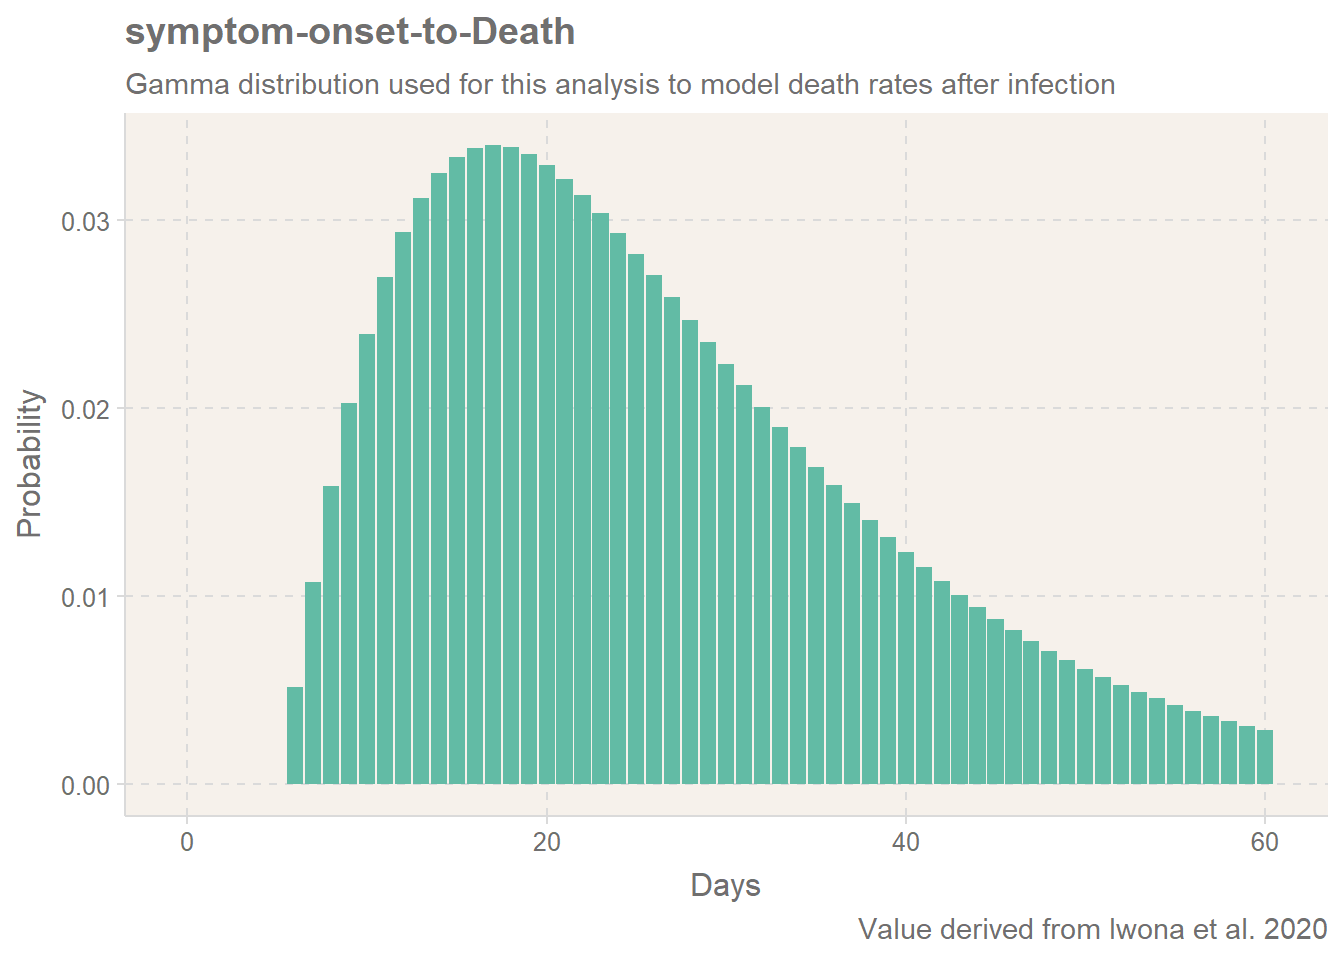 symptom-onset-to-Death
Gamma distribution used for this analysis to model death rates after infection
Probability
0.03
0.02
0.01
0.00
0
20
40
60
Days
Value derived from Iwona et al. 2020